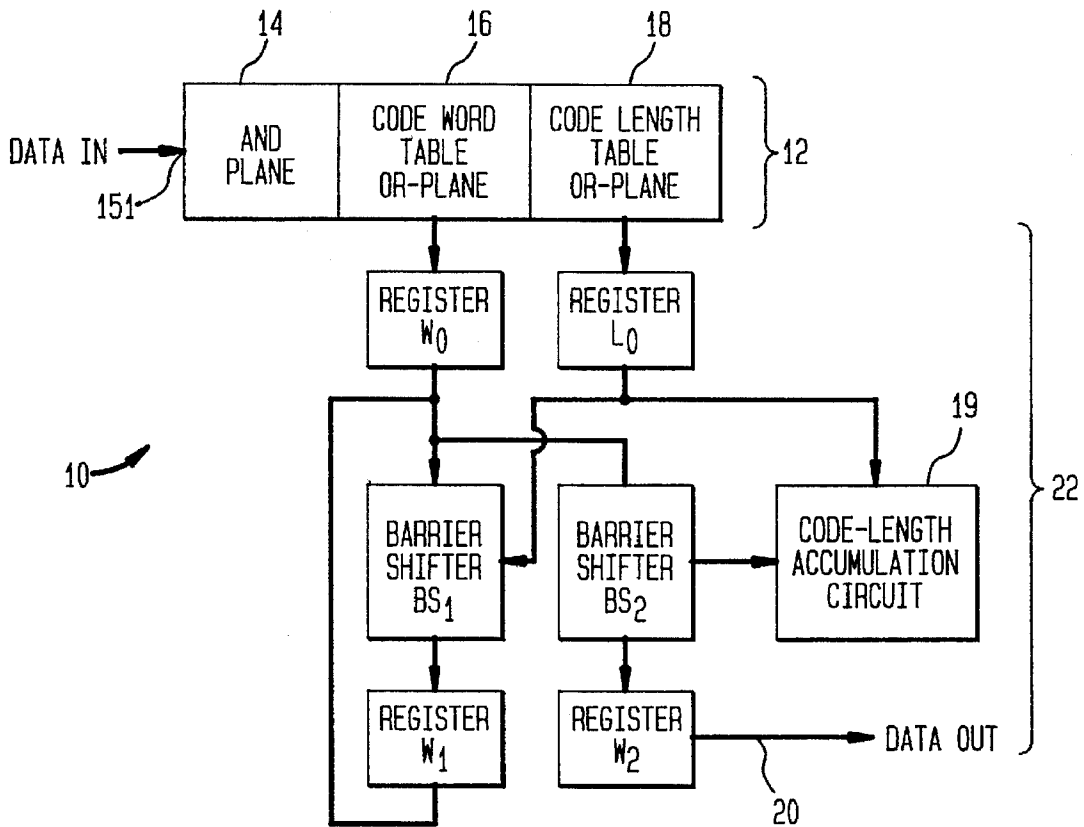 14
16
18
DATA IN
AND
PLANE
CODE WORD
TABLE
OR-PLANE
CODE LENGTH
TABLE
OR-PLANE
12
151
REGISTER
W0
REGISTER
L0
19
10
22
BARRIER
SHIFTER
BS1
BARRIER
SHIFTER
BS2
CODE-LENGTH
ACCUMULATION
CIRCUIT
REGISTER
W1
REGISTER
W2
DATA OUT
20